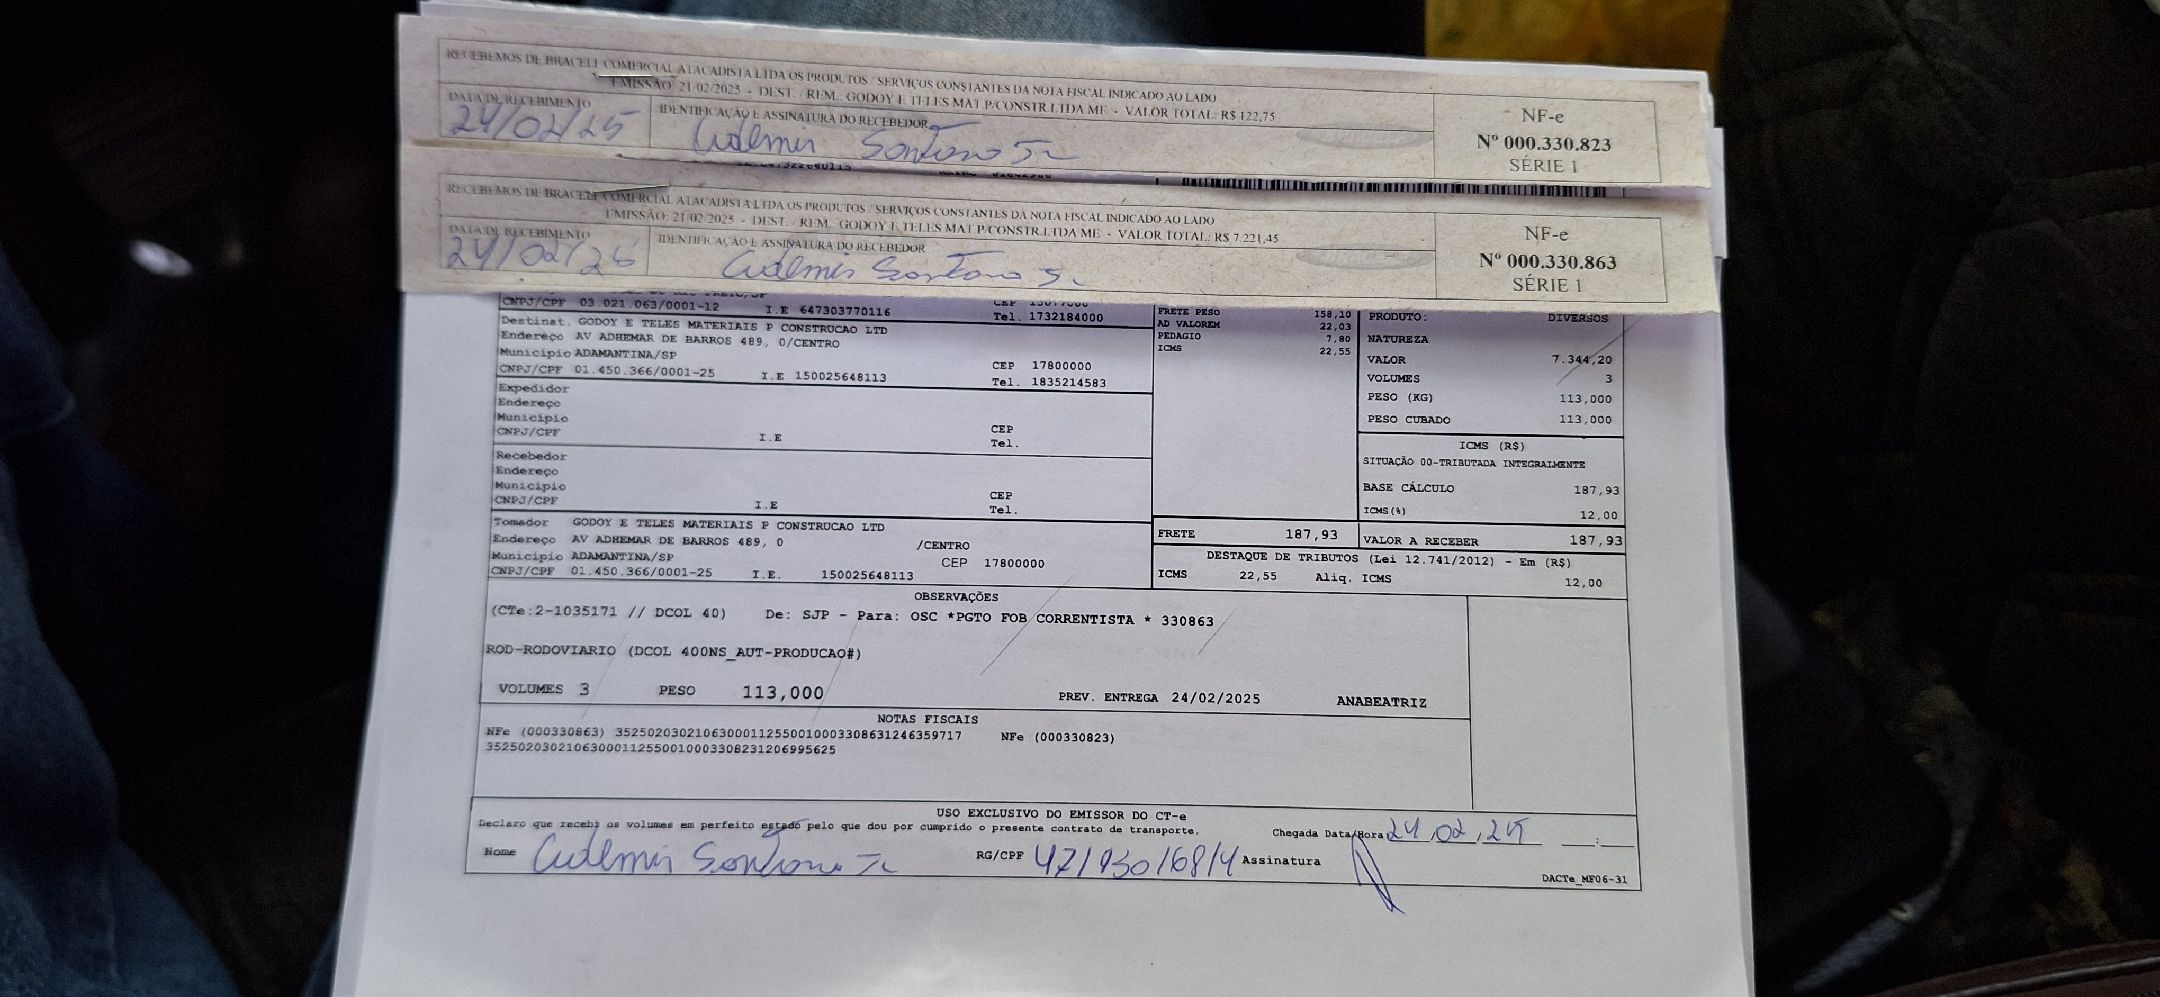 RECEBEMOS DE BRACELL COMERCIAL ATACADISTA LTDA OS PRODUTOS / SERVIÇOS CONSTANTES DA NOTA FISCAL INDICADO AO LADO
EMISSÃO: 21/02/2025 - DEST. / REM.: GODOY E TELES MAT.P/CONSTR.LTDA ME - VALOR TOTAL: R$ 122,75
DATA DE RECEBIMENTO IDENTIFICAÇÃO E ASSINATURA DO RECEBEDOR
24/02/25
NF-e
Nº 000.330.823
SÉRIE 1
RECEBEMOS DE BRACELL COMERCIAL ATACADISTA LTDA OS PRODUTOS / SERVIÇOS CONSTANTES DA NOTA FISCAL INDICADO AO LADO
EMISSÃO: 21/02/2025 - DEST. / REM.: GODOY E TELES MAT.P/CONSTR.LTDA ME - VALOR TOTAL: R$ 7.221,45
DATA DE RECEBIMENTO IDENTIFICAÇÃO E ASSINATURA DO RECEBEDOR
NF-e
Nº 000.330.863
SÉRIE 1
CNPJ/CPF 03.021.063/0001-12 I.E 647303770116 Tel. 1732184000
Destinat. GODOY E TELES MATERIAIS P CONSTRUCAO LTD
Endereço AV ADHEMAR DE BARROS 489, 0/CENTRO
Município ADAMANTINA/SP CEP 17800000
CNPJ/CPF 01.450.366/0001-25 I.E 150025648113 Tel. 1835214583
Expedidor
Endereço
Município CEP
CNPJ/CPF I.E Tel.
Recebedor
Endereço
Município CEP
CNPJ/CPF I.E Tel.
Tomador GODOY E TELES MATERIAIS P CONSTRUCAO LTD
Endereço AV ADHEMAR DE BARROS 489, 0 /CENTRO
Município ADAMANTINA/SP CEP 17800000
CNPJ/CPF 01.450.366/0001-25 I.E. 150025648113
FRETE PESO 158,10
AD VALOREM 22,03
PEDAGIO 7,80
ICMS 22,55
PRODUTO: DIVERSOS
NATUREZA
VALOR 7.344,20
VOLUMES 3
PESO (KG) 113,000
PESO CUBADO 113,000
ICMS (R$)
SITUAÇÃO 00-TRIBUTADA INTEGRALMENTE
BASE CÁLCULO 187,93
ICMS(%) 12,00
FRETE 187,93 VALOR A RECEBER 187,93
DESTAQUE DE TRIBUTOS (Lei 12.741/2012) - Em (R$)
ICMS 22,55 Aliq. ICMS 12,00
OBSERVAÇÕES
(CTe:2-1035171 // DCOL 40) De: SJP - Para: OSC *PGTO FOB CORRENTISTA * 330863
ROD-RODOVIARIO (DCOL 400NS_AUT-PRODUCAO#)
VOLUMES 3 PESO 113,000 PREV. ENTREGA 24/02/2025 ANABEATRIZ
NOTAS FISCAIS
NFe (000330863) 35250203021063000112550010003308631246359717 NFe (000330823)
35250203021063000112550010003308231206995625
USO EXCLUSIVO DO EMISSOR DO CT-e
Declaro que recebi os volumes em perfeito estado pelo que dou por cumprido o presente contrato de transporte. Chegada Data/Hora 24,02,25 __:__
Nome RG/CPF Assinatura
DACTe_MF06-31